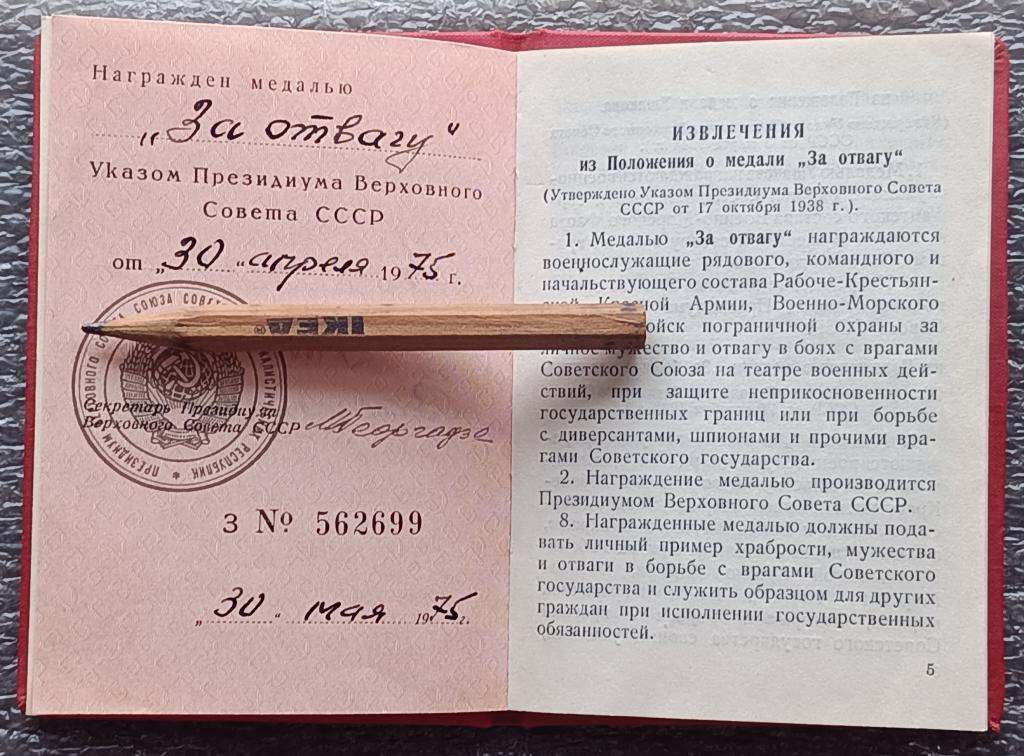 Награжден медалью
„За отвагу"
Указом Президиума Верховного
Совета СССР
от „30" апреля 1975 г.
Секретарь Президиума
Верховного Совета СССР МГеоргадзе
ПРЕЗИДИУМ СОЮЗА РЕСПУБЛИК
З № 562699
„30" мая 1975 г.
IKEA®
ИЗВЛЕЧЕНИЯ
из Положения о медали „За отвагу"
(Утверждено Указом Президиума Верховного Совета
СССР от 17 октября 1938 г.).
1. Медалью „За отвагу" награждаются
военнослужащие рядового, командного и
начальствующего состава Рабоче-Крестьян-
Армии, Военно-Морского
пограничной охраны за
личное мужество и отвагу в боях с врагами
Советского Союза на театре военных дей-
ствий, при защите неприкосновенности
государственных границ или при борьбе
с диверсантами, шпионами и прочими вра-
гами Советского государства.
2. Награждение медалью производится
Президиумом Верховного Совета СССР.
8. Награжденные медалью должны пода-
вать личный пример храбрости, мужества
и отваги в борьбе с врагами Советского
государства и служить образцом для других
граждан при исполнении государственных
обязанностей.
5